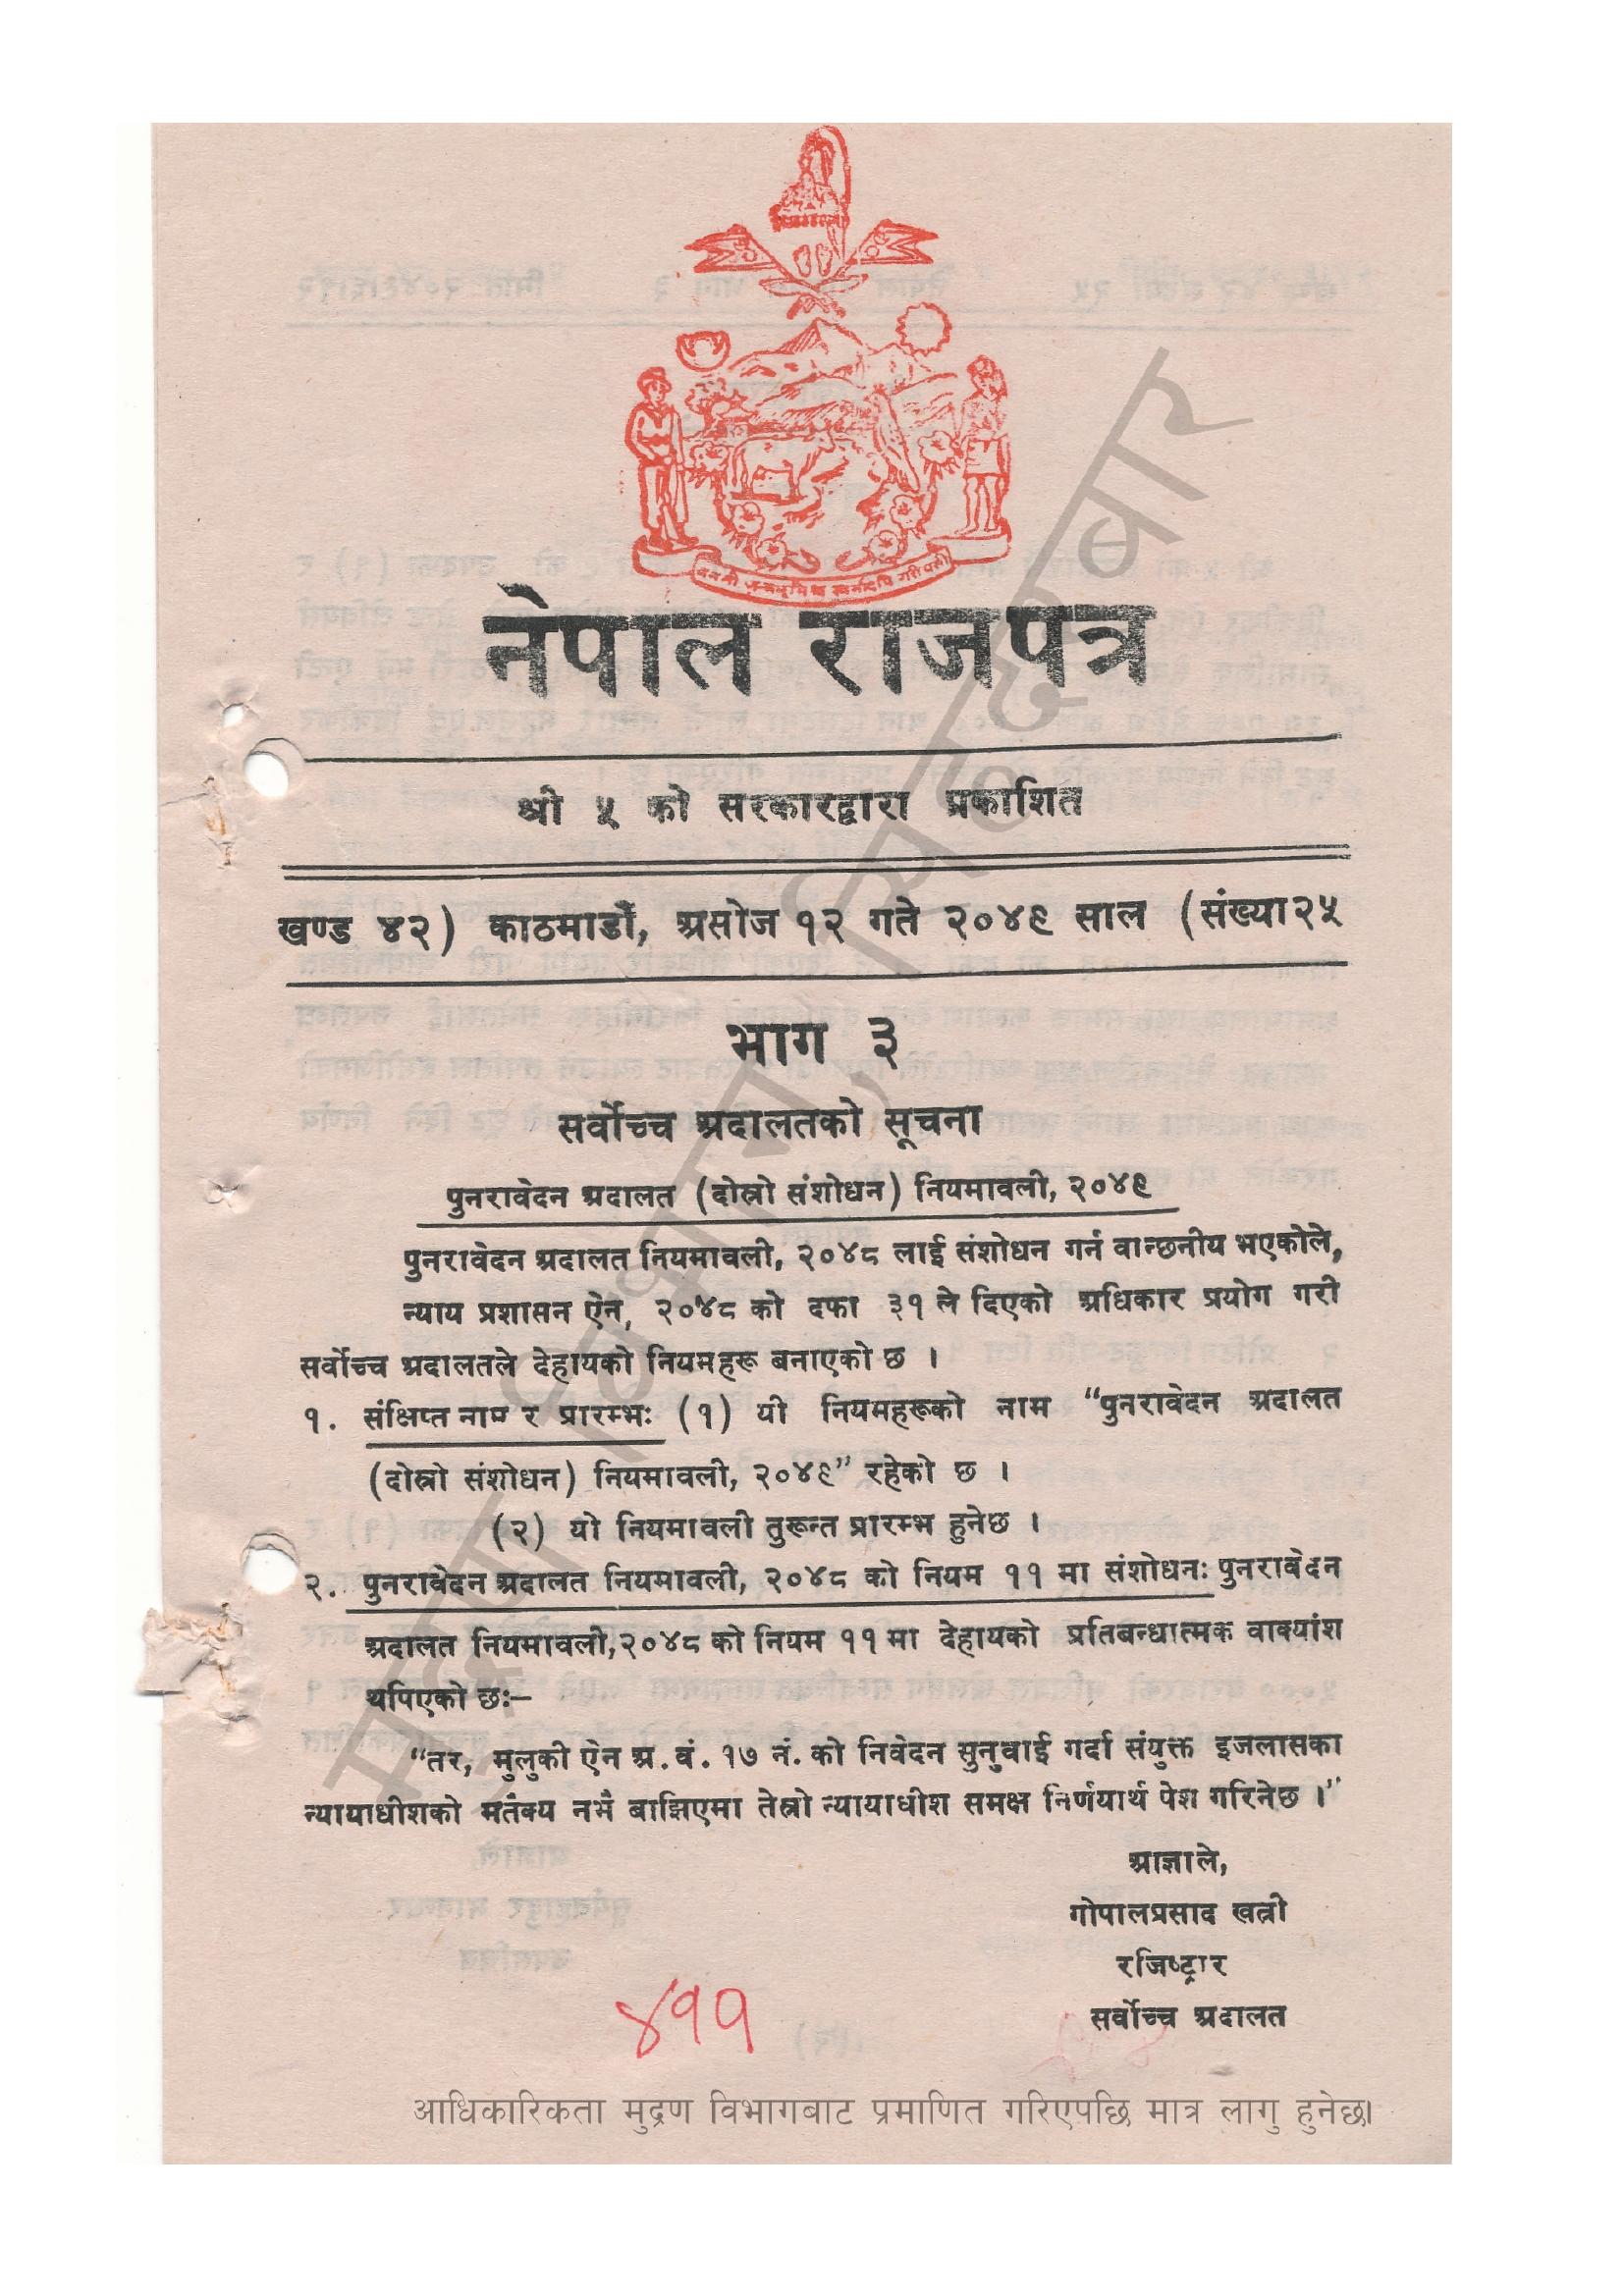 नेपाल राजपत्र
श्री ५ को सरकारद्वारा प्रकाशित
खण्ड ४२) काठमाडौं, असोज १२ गते २०४९ साल (संख्या२५
भाग ३
सर्वोच्च अदालतको सूचना
पुनरावेदन अदालत (दोस्रो संशोधन) नियमावली, २०४९
पुनरावेदन अदालत नियमावली, २०४८ लाई संशोधन गर्न वान्छनीय भएकोले,
न्याय प्रशासन ऐन, २०४८ को दफा ३१ ले दिएको अधिकार प्रयोग गरी
सर्वोच्च अदालतले देहायको नियमहरू बनाएको छ ।
१. संक्षिप्त नाम र प्रारम्भः (१) यी नियमहरूको नाम “पुनरावेदन अदालत
(दोस्रो संशोधन) नियमावली, २०४९” रहेको छ ।
(२) यो नियमावली तुरून्त प्रारम्भ हुनेछ ।
२. पुनरावेदन अदालत नियमावली, २०४८ को नियम ११ मा संशोधनः पुनरावेदन
अदालत नियमावली,२०४८ को नियम ११ मा देहायको प्रतिबन्धात्मक वाक्यांश
थपिएको छः–
“तर, मुलुकी ऐन अ.वं. १७ नं. को निवेदन सुनुवाई गर्दा संयुक्त इजलासका
न्यायाधीशको मतैक्य नभै बाझिएमा तेस्रो न्यायाधीश समक्ष निर्णयार्थ पेश गरिनेछ ।”
आज्ञाले,
गोपालप्रसाद खत्री
रजिष्ट्रार
सर्वोच्च अदालत
४११
आधिकारिकता मुद्रण विभागबाट प्रमाणित गरिएपछि मात्र लागु हुनेछ।
मुद्रण विभाग, सिंहदरबार